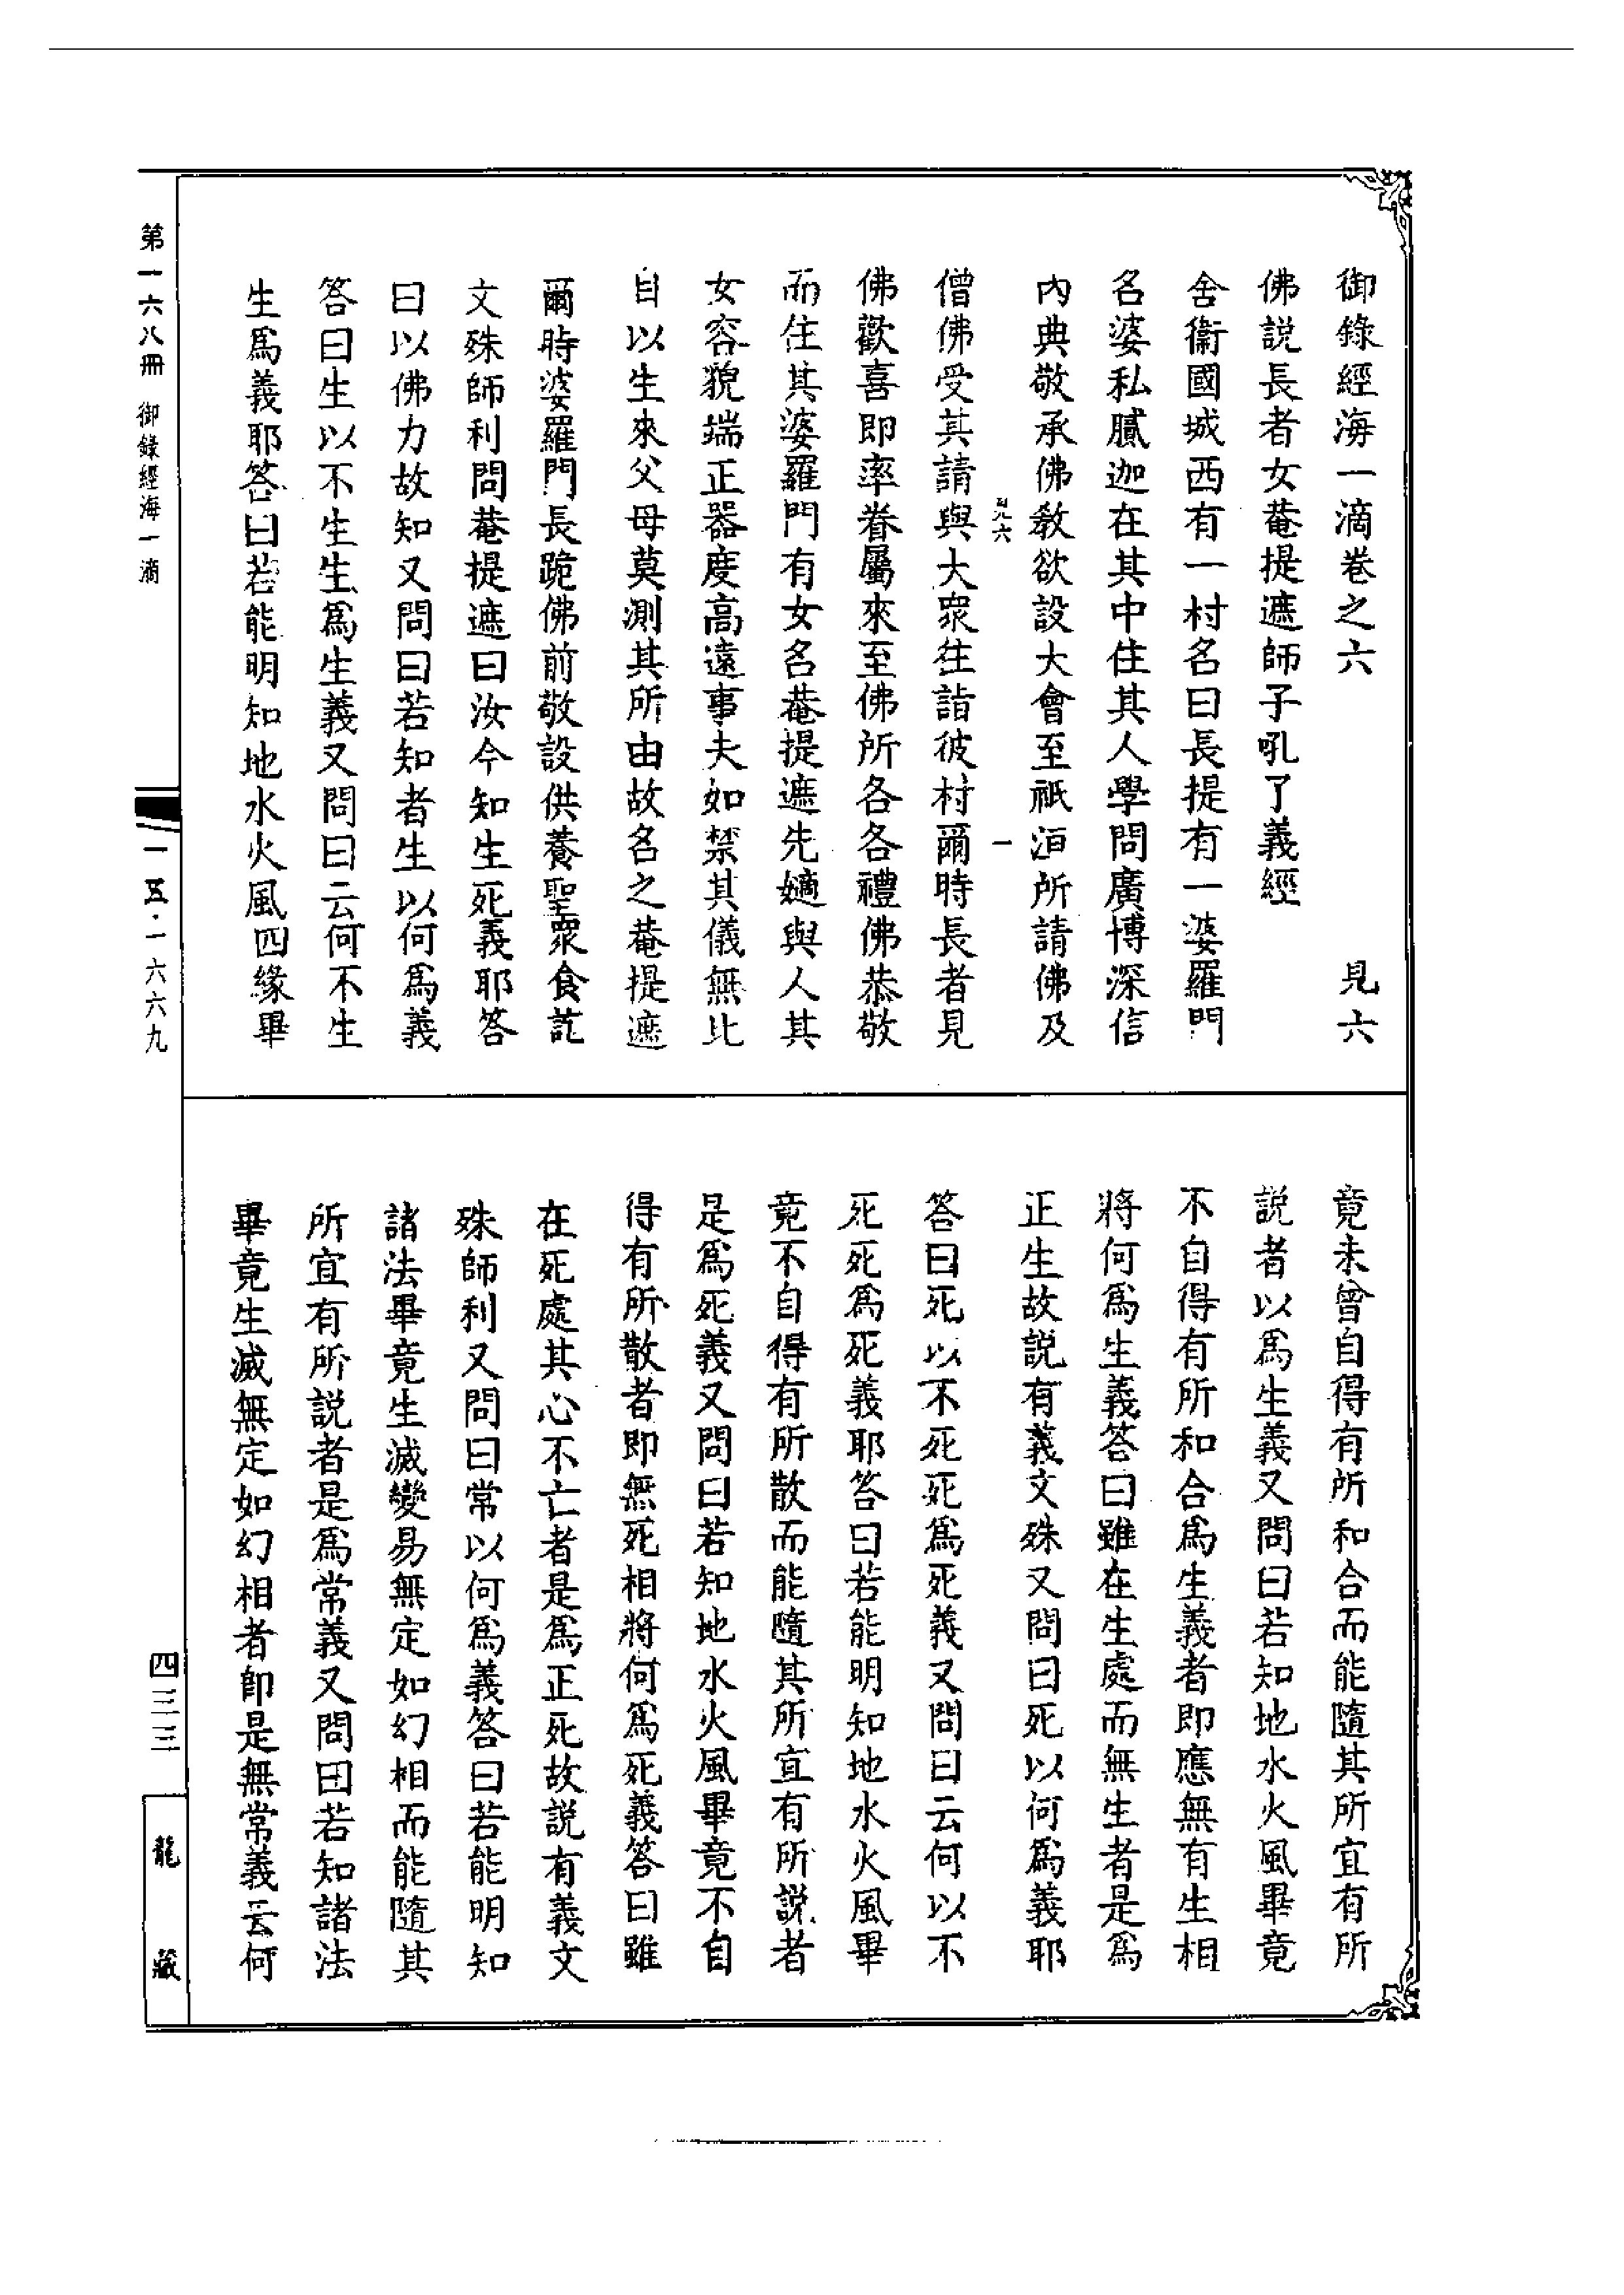 御錄經海一滴卷之六 見六
佛說長者女菴提遮師子吼了義經
舍衞國城西有一村名曰長提有一婆羅門
名婆私膩迦在其中住其人學問廣博深信
內典敬承佛教欲設大會至祇洹所請佛及
僧佛受其請與大眾往詣彼村爾時長者見
佛歡喜即率眷屬來至佛所各各禮佛恭敬
而住其婆羅門有女名菴提遮先嫡與人其
女容貌端正器度高遠事夫如禁其儀無比
自以生來父母莫測其所由故名之菴提遮
爾時婆羅門長跪佛前敬設供養聖眾食訖
文殊師利問菴提遮曰汝今知生死義耶答
曰以佛力故知又問曰若知者生以何爲義
答曰生以不生生爲生義又問曰云何不生
生爲義耶答曰若能明知地水火風四緣畢
竟未曾自得有所和合而能隨其所宜有所
説者以爲生義又問曰若知地水火風畢竟
不自得有所和合爲生義者即應無有生相
將何爲生義答曰雖在生處而無生者是爲
正生故説有義文殊又問曰死以何爲義耶
答曰死以不死死爲死義又問曰云何以不
死死爲死義耶答曰若能明知地水火風畢
竟不自得有所散而能隨其所宜有所説者
是爲死義又問曰若知地水火風畢竟不自
得有所散者即無死相將何爲死義答曰雖
在死處其心不亡者是爲正死故説有義文
殊師利又問曰常以何爲義答曰若能明知
諸法畢竟生滅變易無定如幻相而能隨其
所宜有所説者是爲常義又問曰若知諸法
畢竟生滅無定如幻相者即是無常義云何
第一六八冊 御錄經海一滴
一五·一六六九
四三三
龍藏